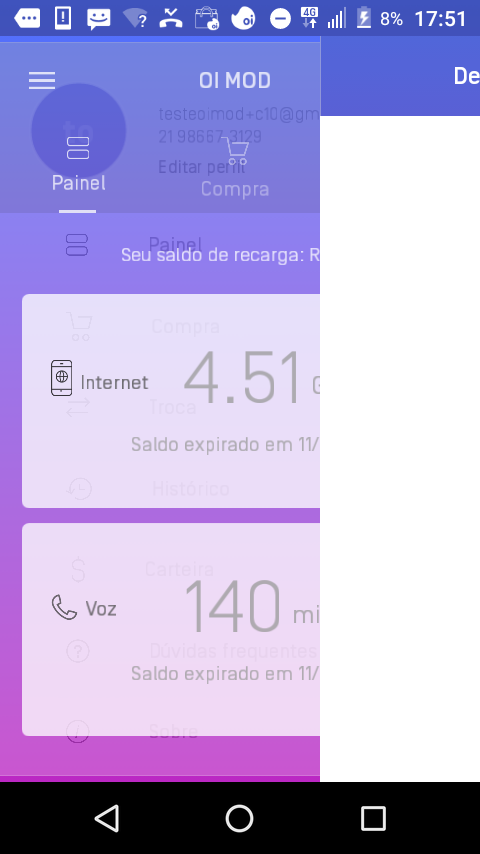 8% 17:51
OI MOD
De
testeoimod+c10@gm
21 98667-3129
Editar perfil
Painel
Compra
Painel
Seu saldo de recarga: R
Compra
Internet 4.51
Troca
Saldo expirado em 11/
Histórico
Carteira
Voz 140 mi
Dúvidas frequentes
Saldo expirado em 11/
Sobre